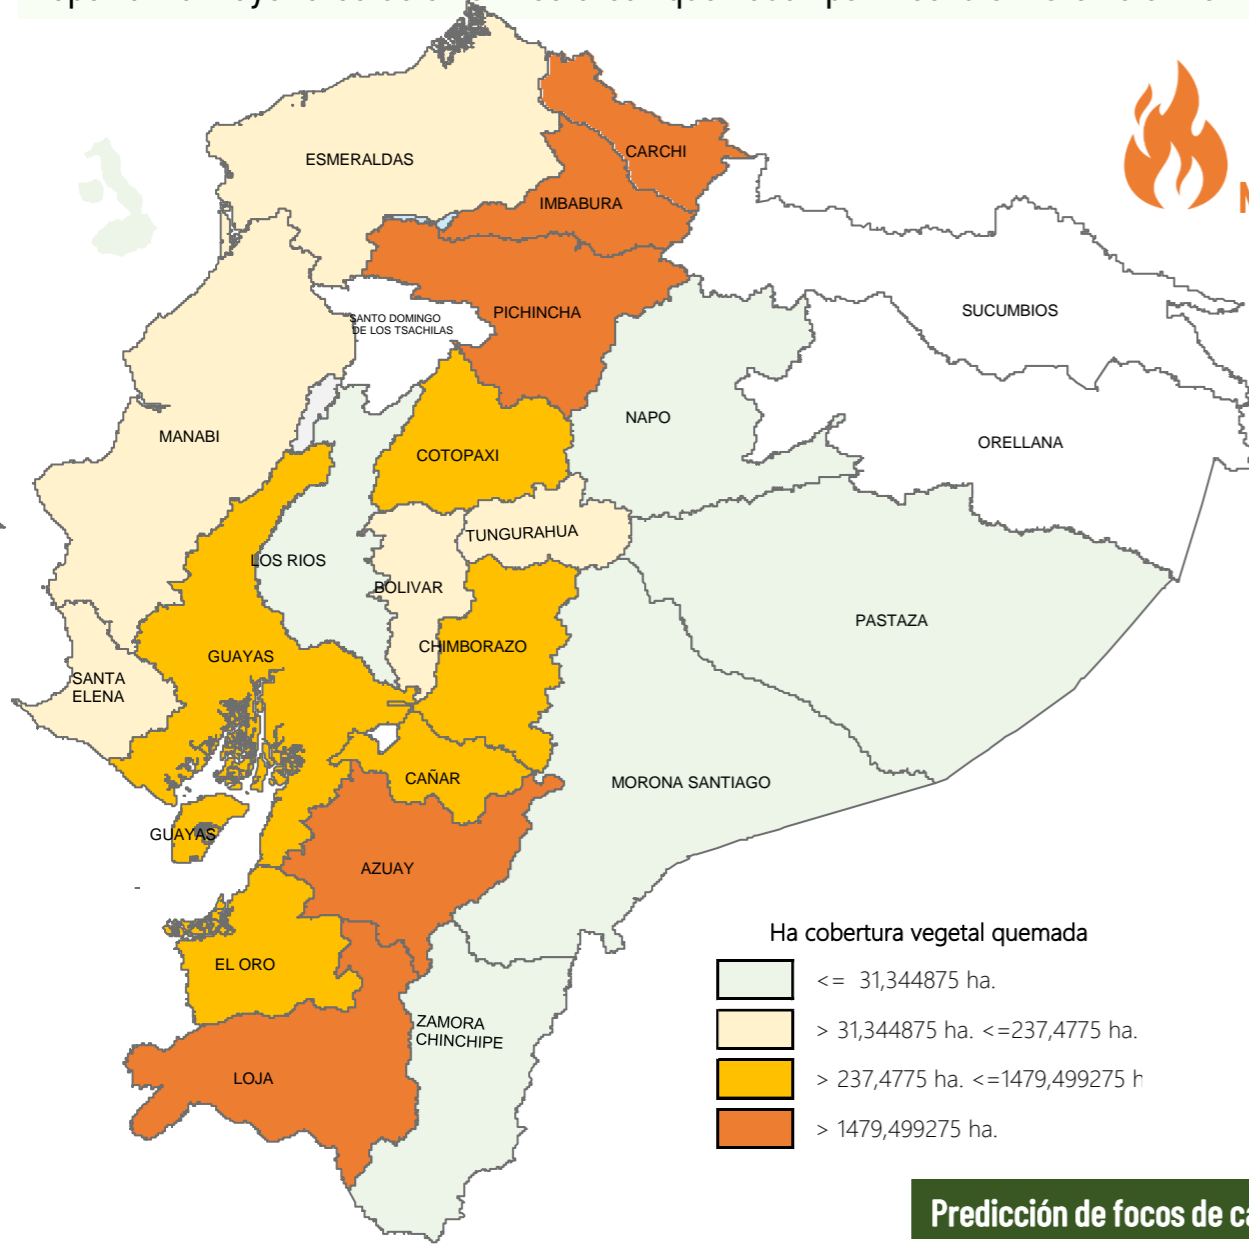 ESMERALDAS
CARCHI
IMBABURA
PICHINCHA
SUCUMBIOS
SANTO DOMINGO
DE LOS TSACHILAS
NAPO
ORELLANA
MANABI
COTOPAXI
TUNGURAHUA
LOS RIOS
BOLIVAR
PASTAZA
CHIMBORAZO
GUAYAS
SANTA
ELENA
CAÑAR
MORONA SANTIAGO
GUAYAS
AZUAY
EL ORO
ZAMORA
CHINCHIPE
LOJA
Ha cobertura vegetal quemada
<= 31,344875 ha.
> 31,344875 ha. <=237,4775 ha.
> 237,4775 ha. <=1479,499275 h
> 1479,499275 ha.
Predicción de focos de ca